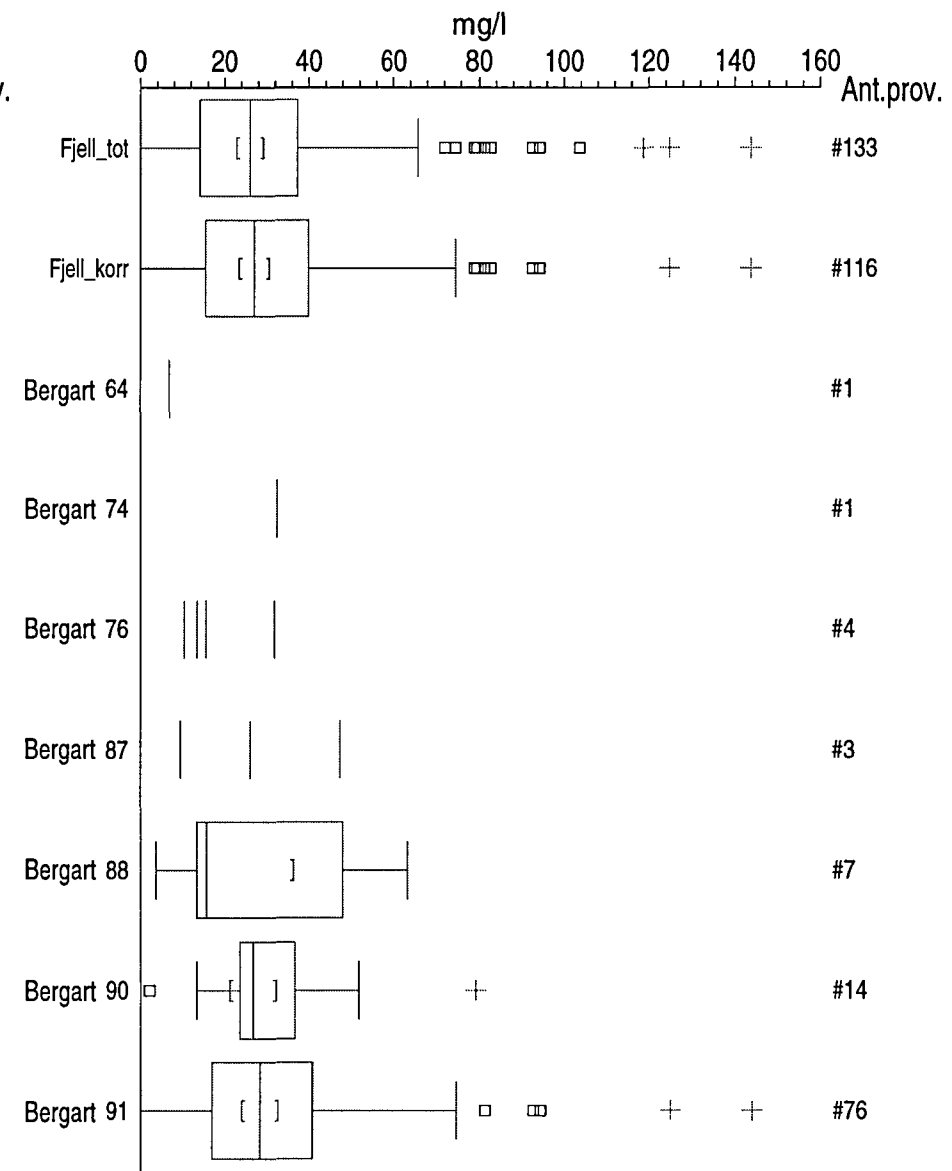 mg/l
0 20 40 60 80 100 120 140 160
v. Ant.prov.
Fjell_tot #133
Fjell_korr #116
Bergart 64 #1
Bergart 74 #1
Bergart 76 #4
Bergart 87 #3
Bergart 88 #7
Bergart 90 #14
Bergart 91 #76